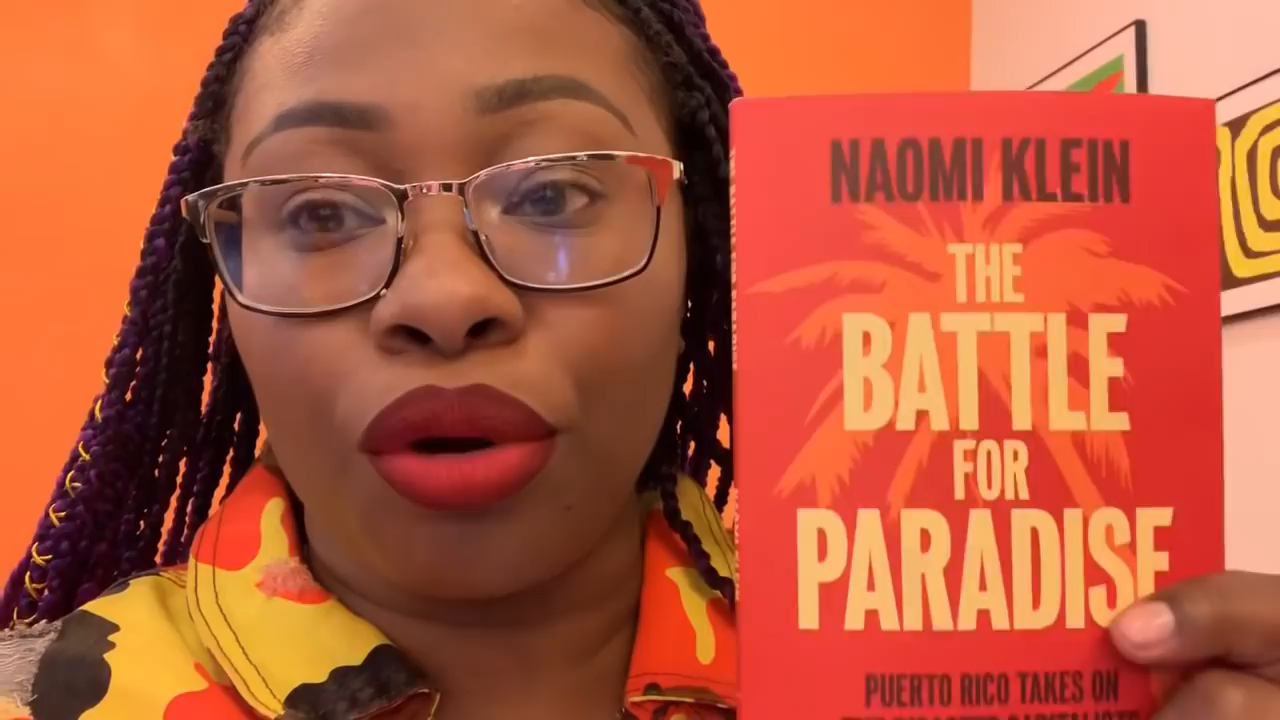 NAOMI KLEIN
THE
BATTLE
FOR
PARADISE
PUERTO RICO TAKES ON